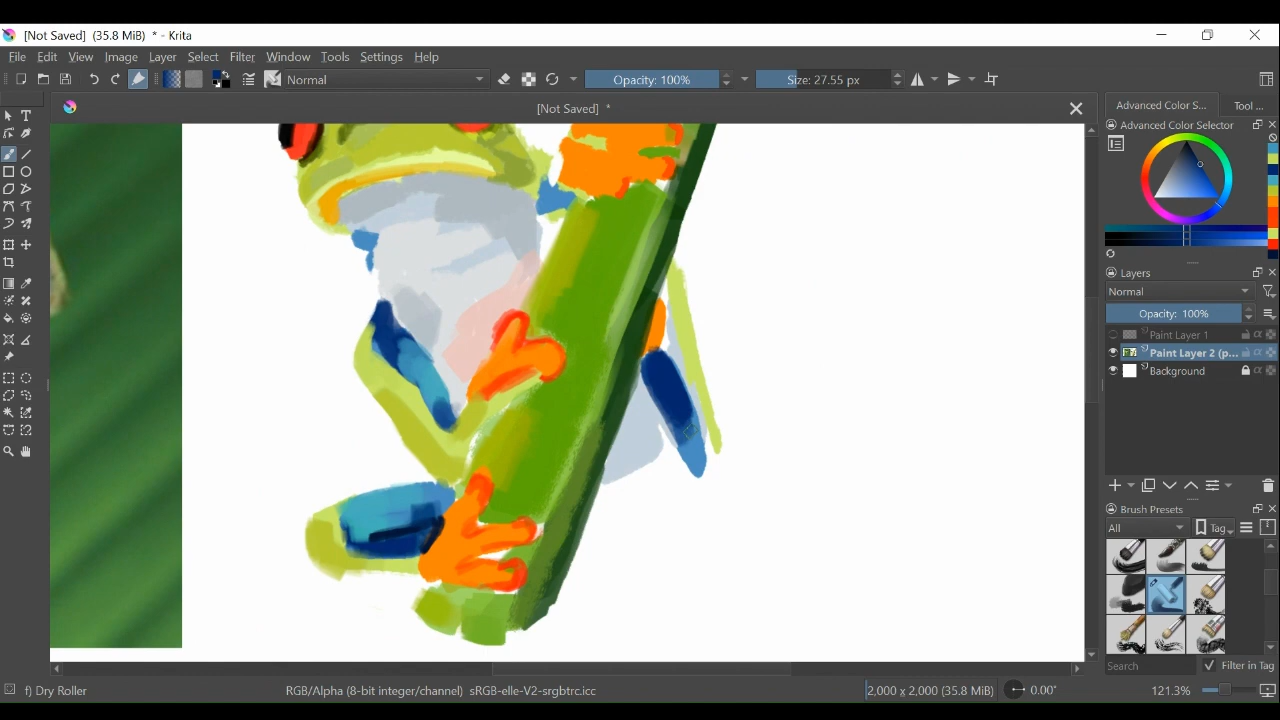 [Not Saved] (35.8 MiB) * - Krita
File Edit View Image Layer Select Filter Window Tools Settings Help
Normal Opacity: 100% Size: 27.55 px
[Not Saved] *
Advanced Color S... Tool ...
Advanced Color Selector
Layers
Normal
Opacity: 100%
Paint Layer 1
Paint Layer 2 (p...
Background
Brush Presets
All Tag
Search Filter in Tag
f) Dry Roller RGB/Alpha (8-bit integer/channel) sRGB-elle-V2-srgbtrc.icc 2,000 x 2,000 (35.8 MiB) 0.00° 121.3%